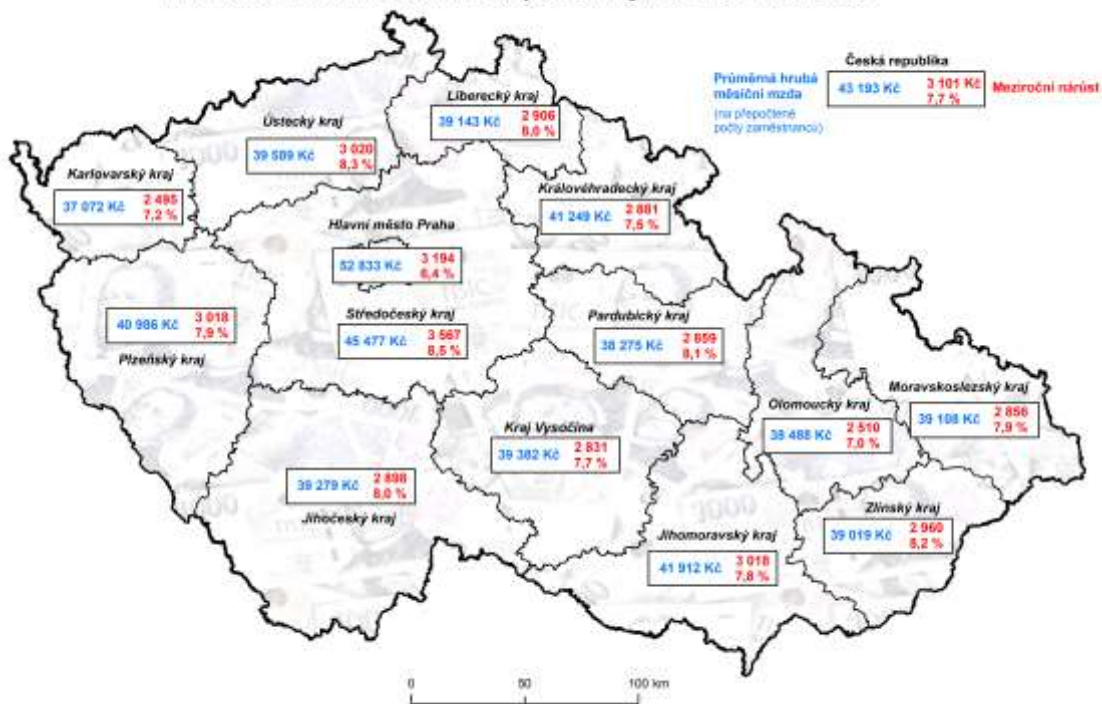 Česká republika
Průměrná hrubá
měsíční mzda
(na přepočtené
počty zaměstnanců)
43 193 Kč
3 101 Kč
7,7 %
Meziroční nárůst
Liberecký kraj
39 143 Kč
2 906
8,0 %
Ústecký kraj
39 589 Kč
3 020
8,3 %
Karlovarský kraj
37 072 Kč
2 495
7,2 %
Královéhradecký kraj
41 249 Kč
2 881
7,5 %
Hlavní město Praha
52 833 Kč
3 194
6,4 %
40 986 Kč
3 018
7,9 %
Plzeňský kraj
Středočeský kraj
45 477 Kč
3 567
8,5 %
Pardubický kraj
38 275 Kč
2 859
8,1 %
Moravskoslezský kraj
39 108 Kč
2 856
7,9 %
Olomoucký kraj
38 488 Kč
2 510
7,0 %
Kraj Vysočina
39 382 Kč
2 831
7,7 %
39 279 Kč
2 898
8,0 %
Jihočeský kraj
Zlínský kraj
39 019 Kč
2 960
8,2 %
Jihomoravský kraj
41 912 Kč
3 018
7,8 %
0
50
100 km